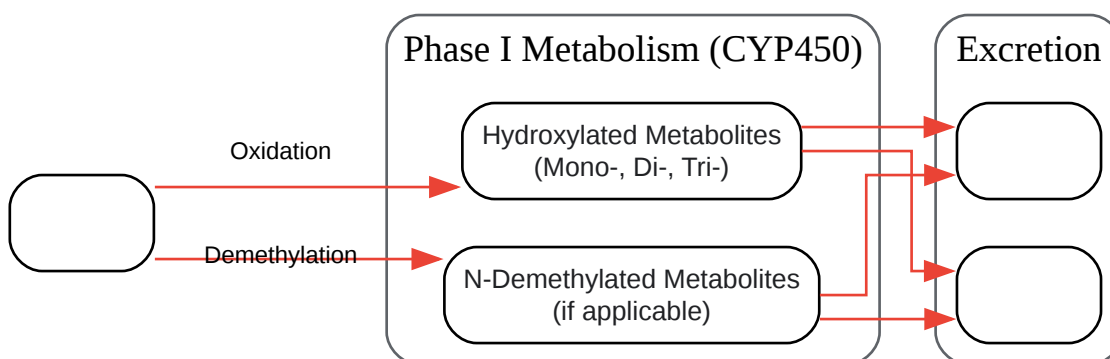 Phase I Metabolism (CYP450)
Excretion
Oxidation
Hydroxylated Metabolites
(Mono-, Di-, Tri-)
Demethylation
N-Demethylated Metabolites
(if applicable)